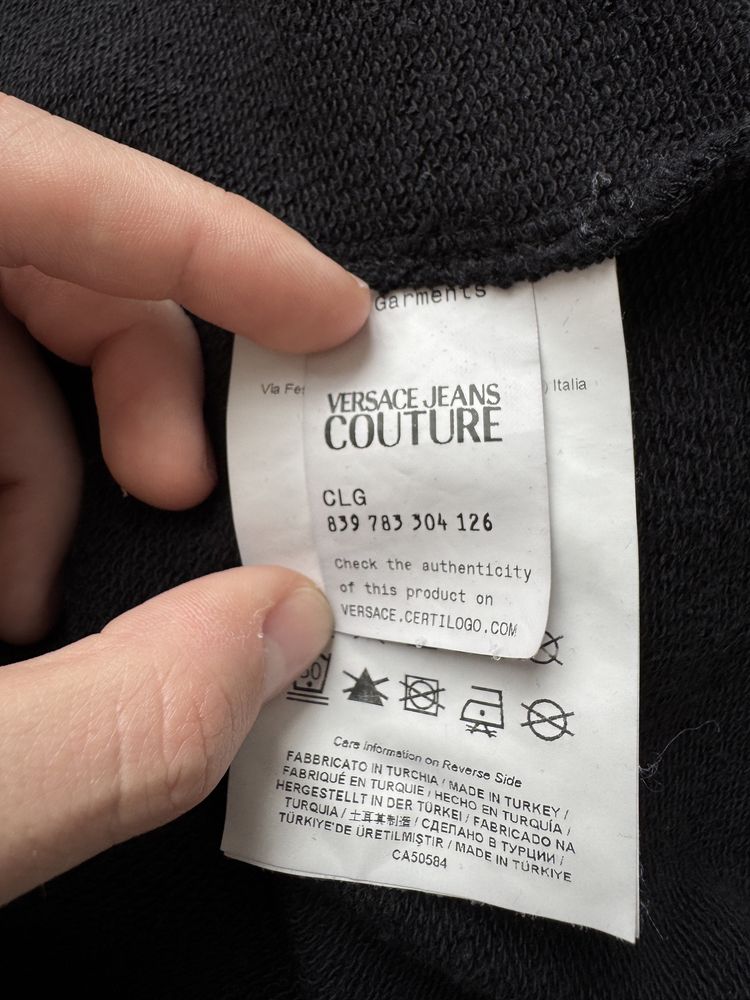 Garments
Via
) Italia
VERSACE JEANS
COUTURE
CLG
839 783 304 126
Check the authenticity
of this product on
VERSACE.CERTILOGO.COM
30
Care Information on Reverse Side
FABBRICATO IN TURCHIA / MADE IN TURKEY /
FABRIQUÉ EN TURQUIE / HECHO EN TURQUÍA /
HERGESTELLT IN DER TÜRKEI / FABRICADO NA
TURQUIA / 土耳其制造 / СДЕЛАНО В ТУРЦИИ /
TÜRKİYE'DE ÜRETİLMİŞTİR / MADE IN TÜRKIYE
CA50584